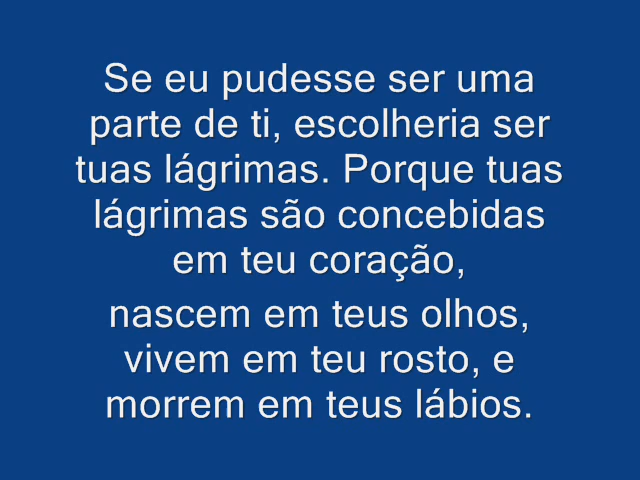 Se eu pudesse ser uma
parte de ti, escolheria ser
tuas lágrimas. Porque tuas
lágrimas são concebidas
em teu coração,
nascem em teus olhos,
vivem em teu rosto, e
morrem em teus lábios.